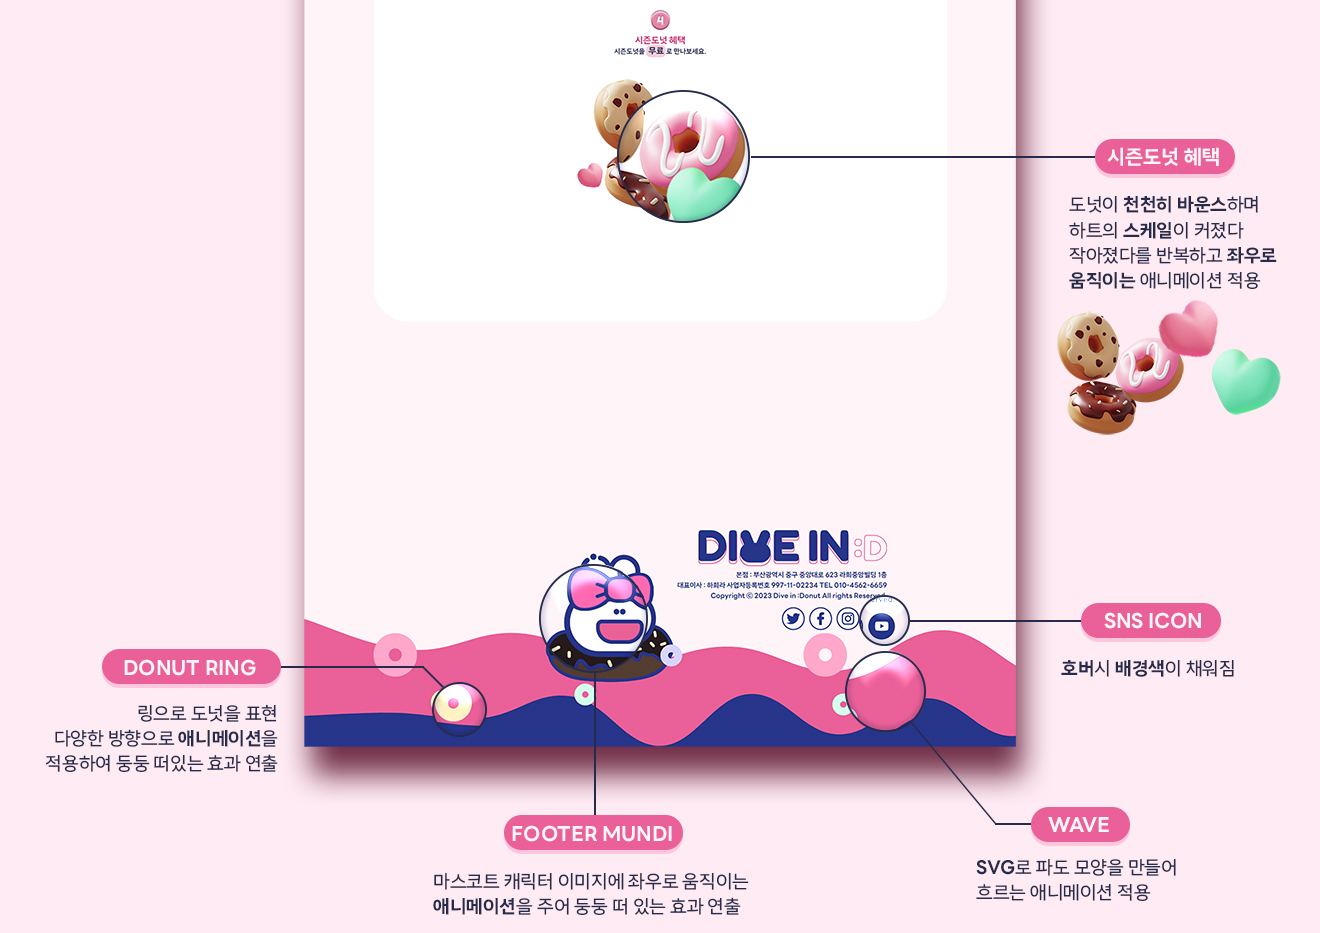 4
시즌도넛 혜택
시즌도넛을 무료로 만나보세요.
시즌도넛 혜택
도넛이 천천히 바운스하며
하트의 스케일이 커졌다
작아졌다를 반복하고 좌우로
움직이는 애니메이션 적용
DIVE IN :D
본점 : 부산광역시 중구 중앙대로 623 라희중앙빌딩 1층
대표이사 : 하희라 사업자등록번호 997-11-02234 TEL 010-4562-6659
Copyright ⓒ 2023 Dive in :Donut All rights Reserved.
SNS ICON
호버시 배경색이 채워짐
DONUT RING
링으로 도넛을 표현
다양한 방향으로 애니메이션을
적용하여 둥둥 떠있는 효과 연출
FOOTER MUNDI
마스코트 캐릭터 이미지에 좌우로 움직이는
애니메이션을 주어 둥둥 떠 있는 효과 연출
WAVE
SVG로 파도 모양을 만들어
흐르는 애니메이션 적용